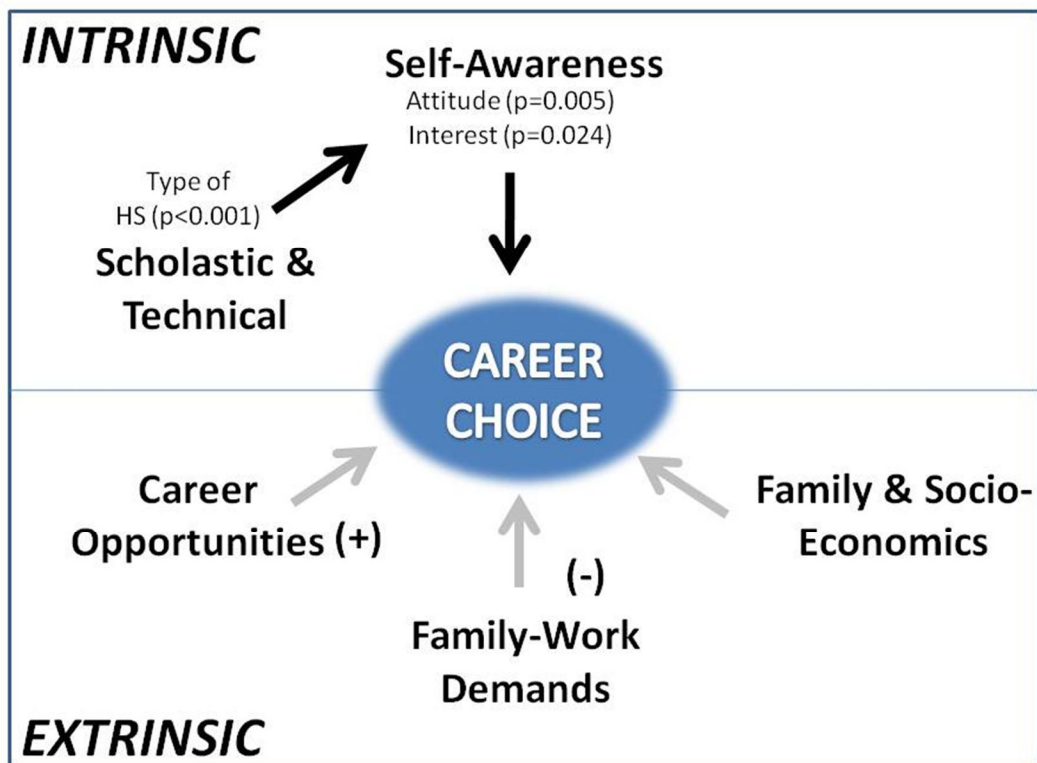 INTRINSIC
Self-Awareness
Attitude (p=0.005)
Interest (p=0.024)
Type of
HS (p<0.001)
Scholastic &
Technical
CAREER
CHOICE
Career
Opportunities (+)
(-)
Family-Work
Demands
Family & Socio-
Economics
EXTRINSIC